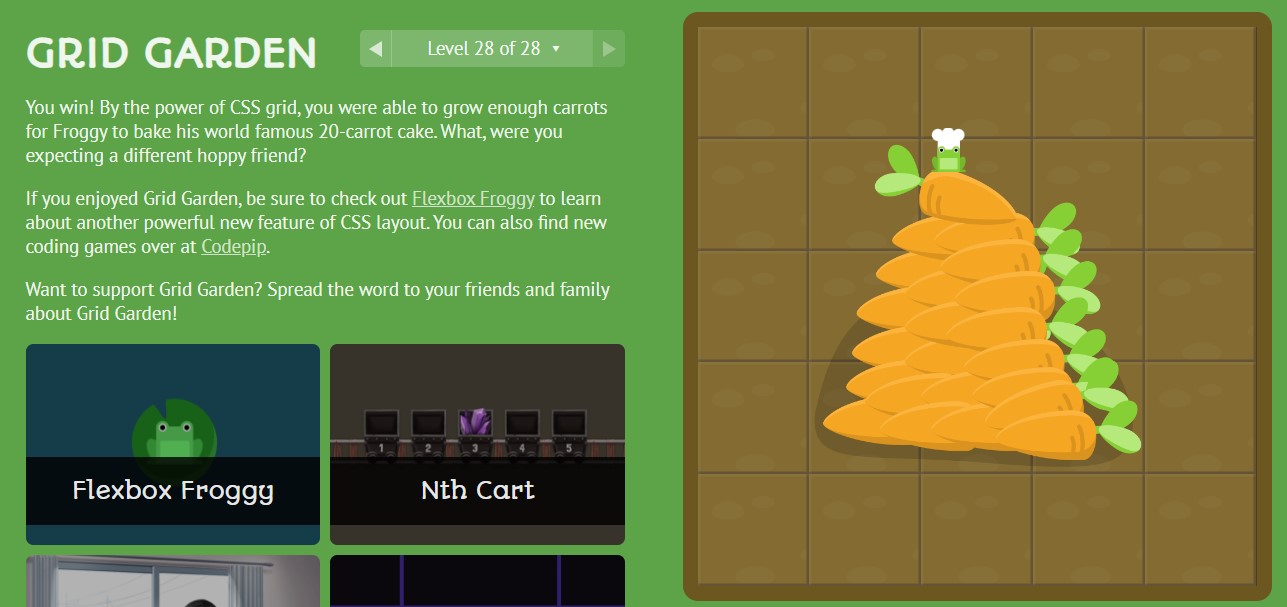 GRID GARDEN
Level 28 of 28
You win! By the power of CSS grid, you were able to grow enough carrots
for Froggy to bake his world famous 20-carrot cake. What, were you
expecting a different hoppy friend?
If you enjoyed Grid Garden, be sure to check out Flexbox Froggy to learn
about another powerful new feature of CSS layout. You can also find new
coding games over at Codepip.
Want to support Grid Garden? Spread the word to your friends and family
about Grid Garden!
1 2 3 4 5
Flexbox Froggy
Nth Cart